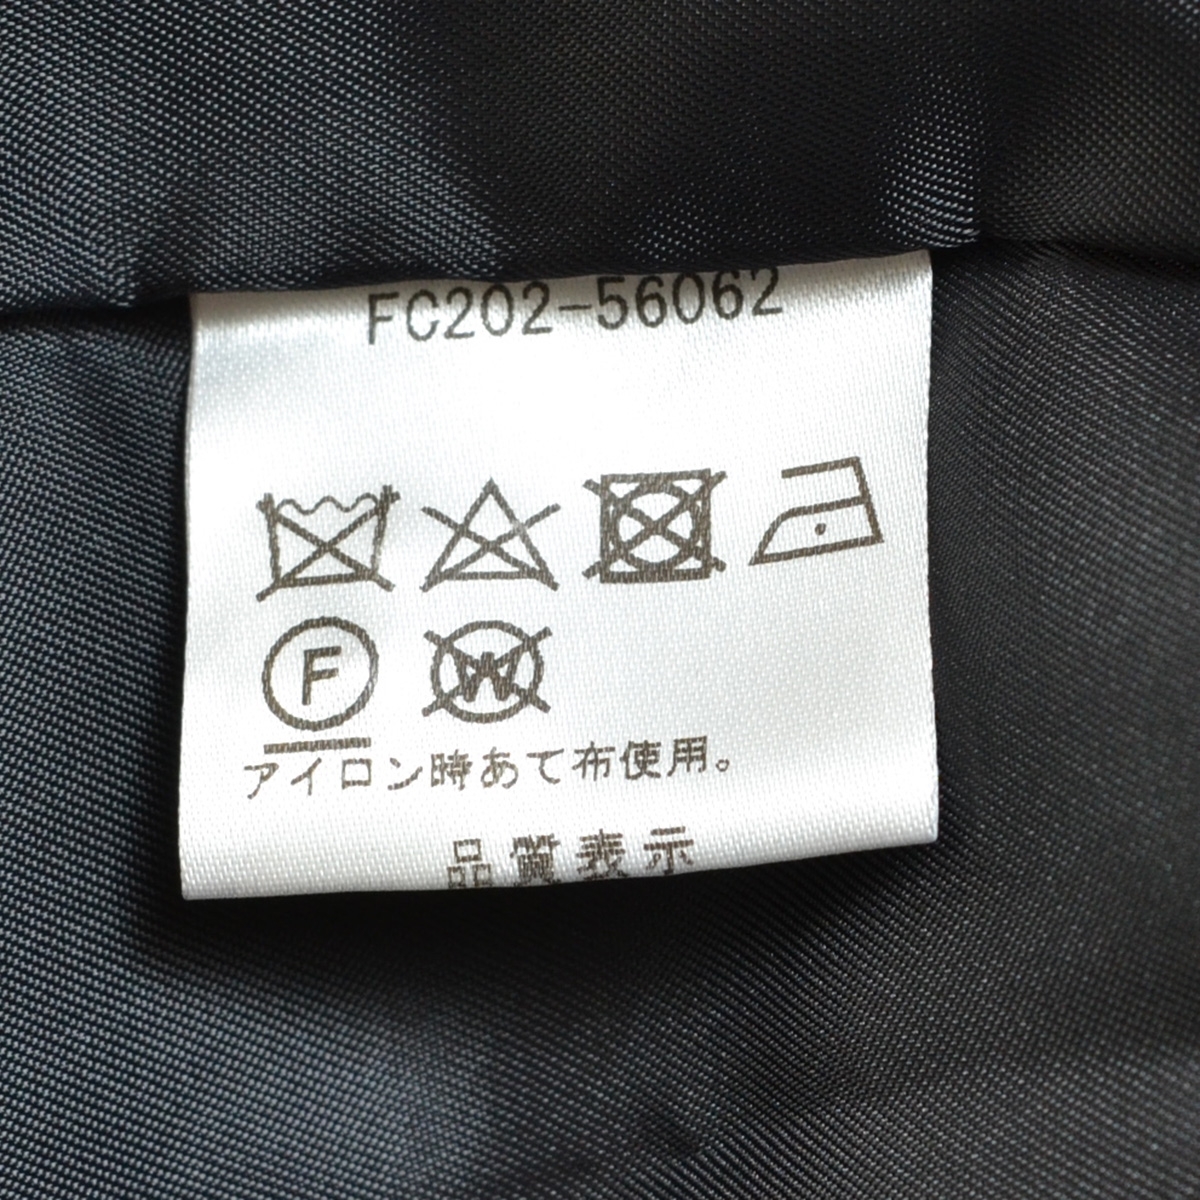 FC202-56062
F W
アイロン時あて布使用。
品質表示